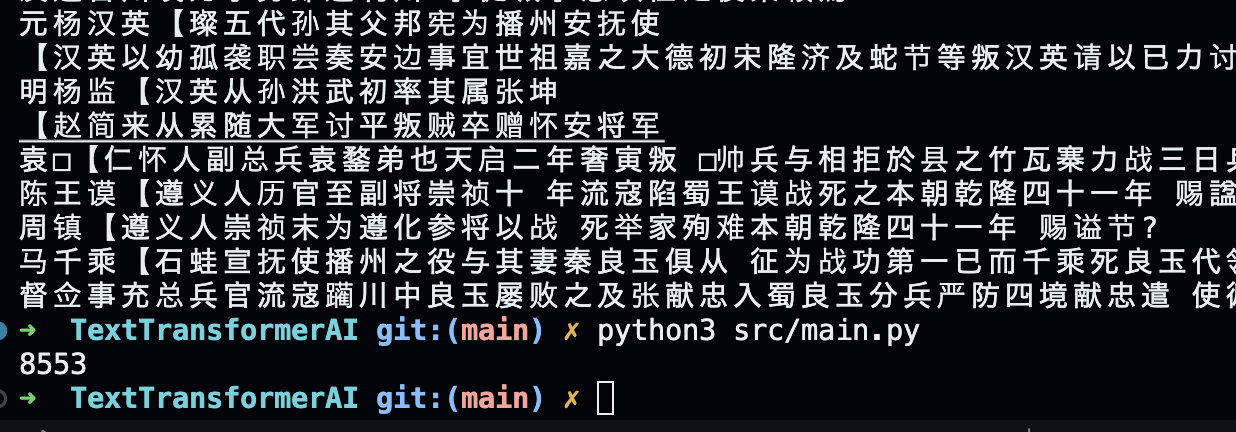 元杨汉英【璨五代孙其父邦宪为播州安抚使
【汉英以幼孤袭职尝奏安边事宜世祖嘉之大德初宋隆济及蛇节等叛汉英请以已力讨
明杨监【汉英从孙洪武初率其属张坤
【赵简来从累随大军讨平叛贼卒赠怀安将军
袁□【仁怀人副总兵袁鍪弟也天启二年奢寅叛 □帅兵与相拒於县之竹瓦寨力战三日
陈王谟【遵义人历官至副将崇祯十 年流寇陷蜀王谟战死之本朝乾隆四十一年 赐諡
周镇【遵义人崇祯末为遵化参将以战 死举家殉难本朝乾隆四十一年 赐谥节?
马千乘【石蛙宣抚使播州之役与其妻秦良玉俱从 征为战功第一已而千乘死良玉代
督佥事充总兵官流寇躏川中良玉屡败之及张献忠入蜀良玉分兵严防四境献忠遣 使
➜ TextTransformerAI git:(main) ✗ python3 src/main.py
8553
➜ TextTransformerAI git:(main) ✗